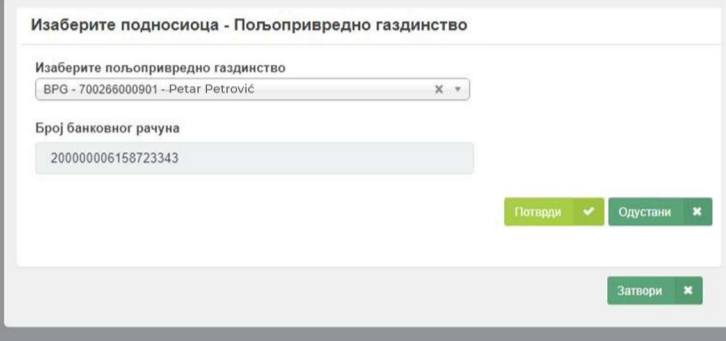 Изаберите подносиоца - Пољопривредно газдинство
Изаберите пољопривредно газдинство
BPG - 700266000901 - Petar Petrović
Број банковног рачуна
200000006158723343
Потврди
Одустани
Затвори